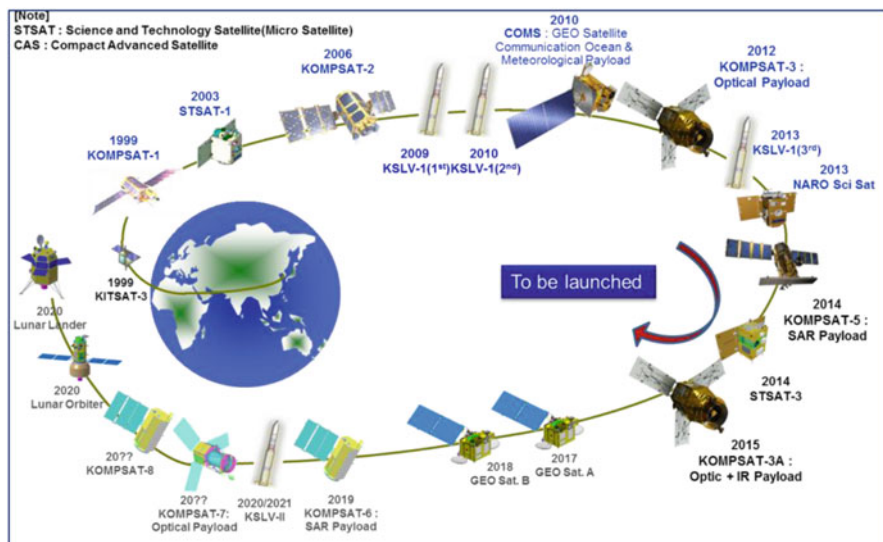 [Note]
STSAT : Science and Technology Satellite(Micro Satellite)
CAS : Compact Advanced Satellite
1999
KITSAT-3
1999
KOMPSAT-1
2003
STSAT-1
2006
KOMPSAT-2
2009
KSLV-1(1st)
2010
KSLV-1(2nd)
2010
COMS : GEO Satellite
Communication Ocean &
Meteorological Payload
2012
KOMPSAT-3 :
Optical Payload
2013
KSLV-1(3rd)
2013
NARO Sci Sat
To be launched
2014
KOMPSAT-5 :
SAR Payload
2014
STSAT-3
2015
KOMPSAT-3A :
Optic + IR Payload
2017
GEO Sat. A
2018
GEO Sat. B
2019
KOMPSAT-6 :
SAR Payload
2020/2021
KSLV-II
20??
KOMPSAT-7:
Optical Payload
20??
KOMPSAT-8
2020
Lunar Orbiter
2020
Lunar Lander